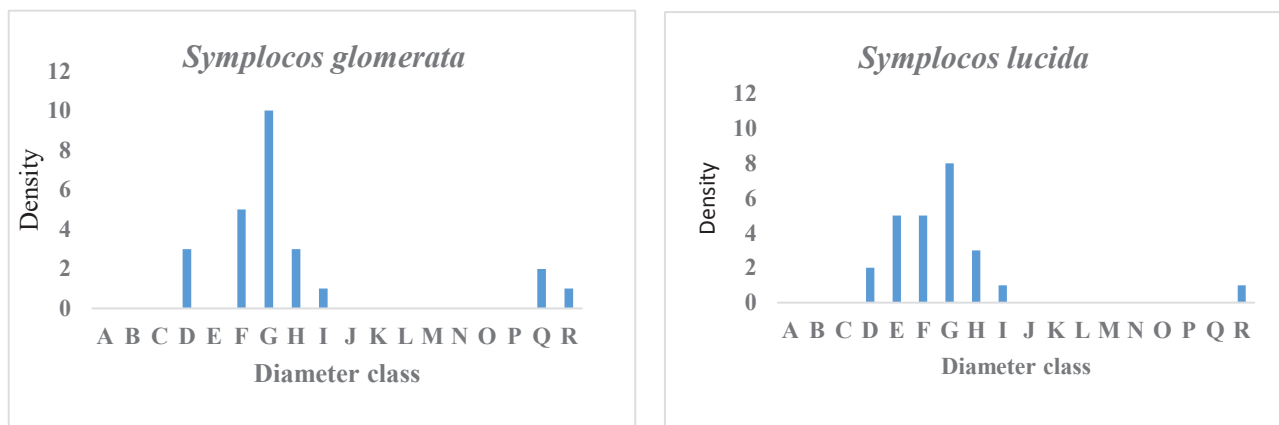 Symplocos glomerata
12
10
8
6
4
2
0
Density
A B C D E F G H I J K L M N O P Q R
Diameter class
Symplocos lucida
12
10
8
6
4
2
0
Density
A B C D E F G H I J K L M N O P Q R
Diameter class